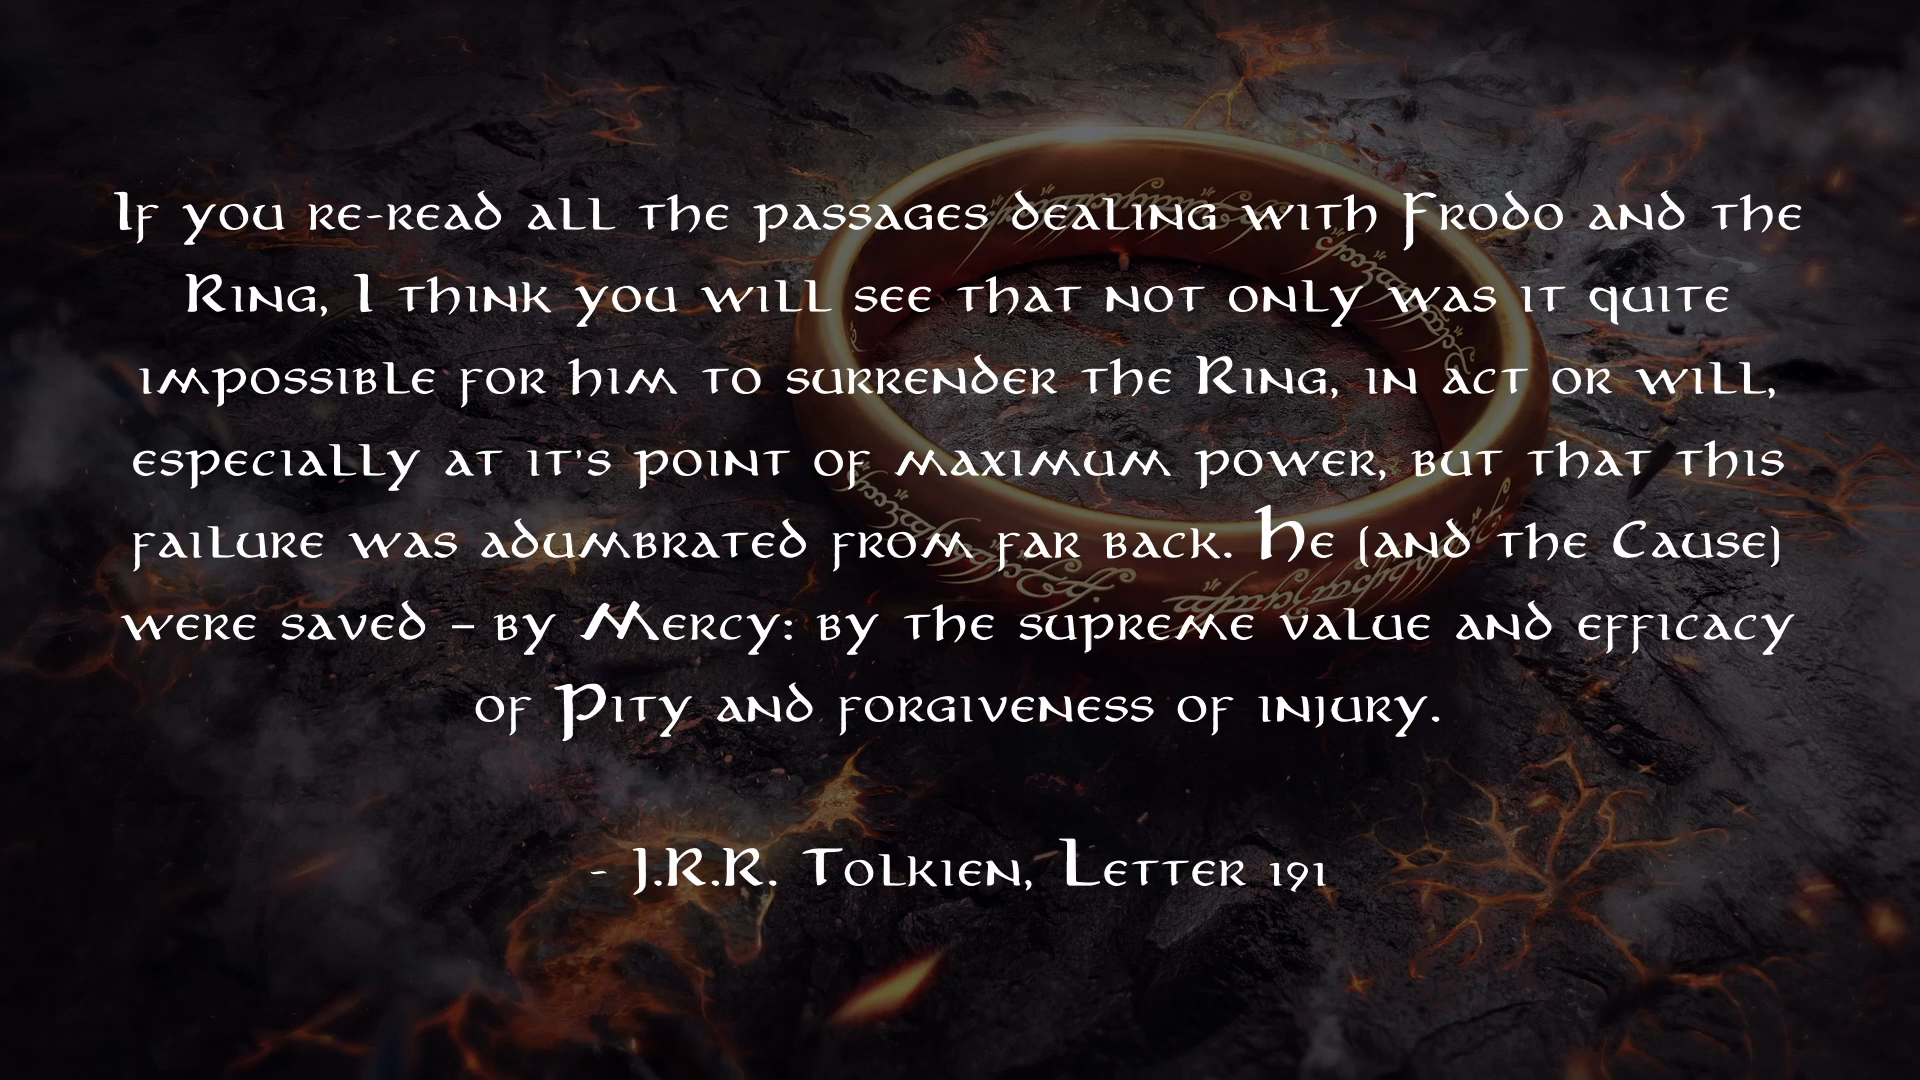 If you re-read all the passages dealing with Frodo and the
Ring, I think you will see that not only was it quite
impossible for him to surrender the Ring, in act or will,
especially at it's point of maximum power, but that this
failure was adumbrated from far back. He (and the Cause)
were saved – by Mercy: by the supreme value and efficacy
of Pity and forgiveness of injury.
- J.R.R. Tolkien, Letter 191